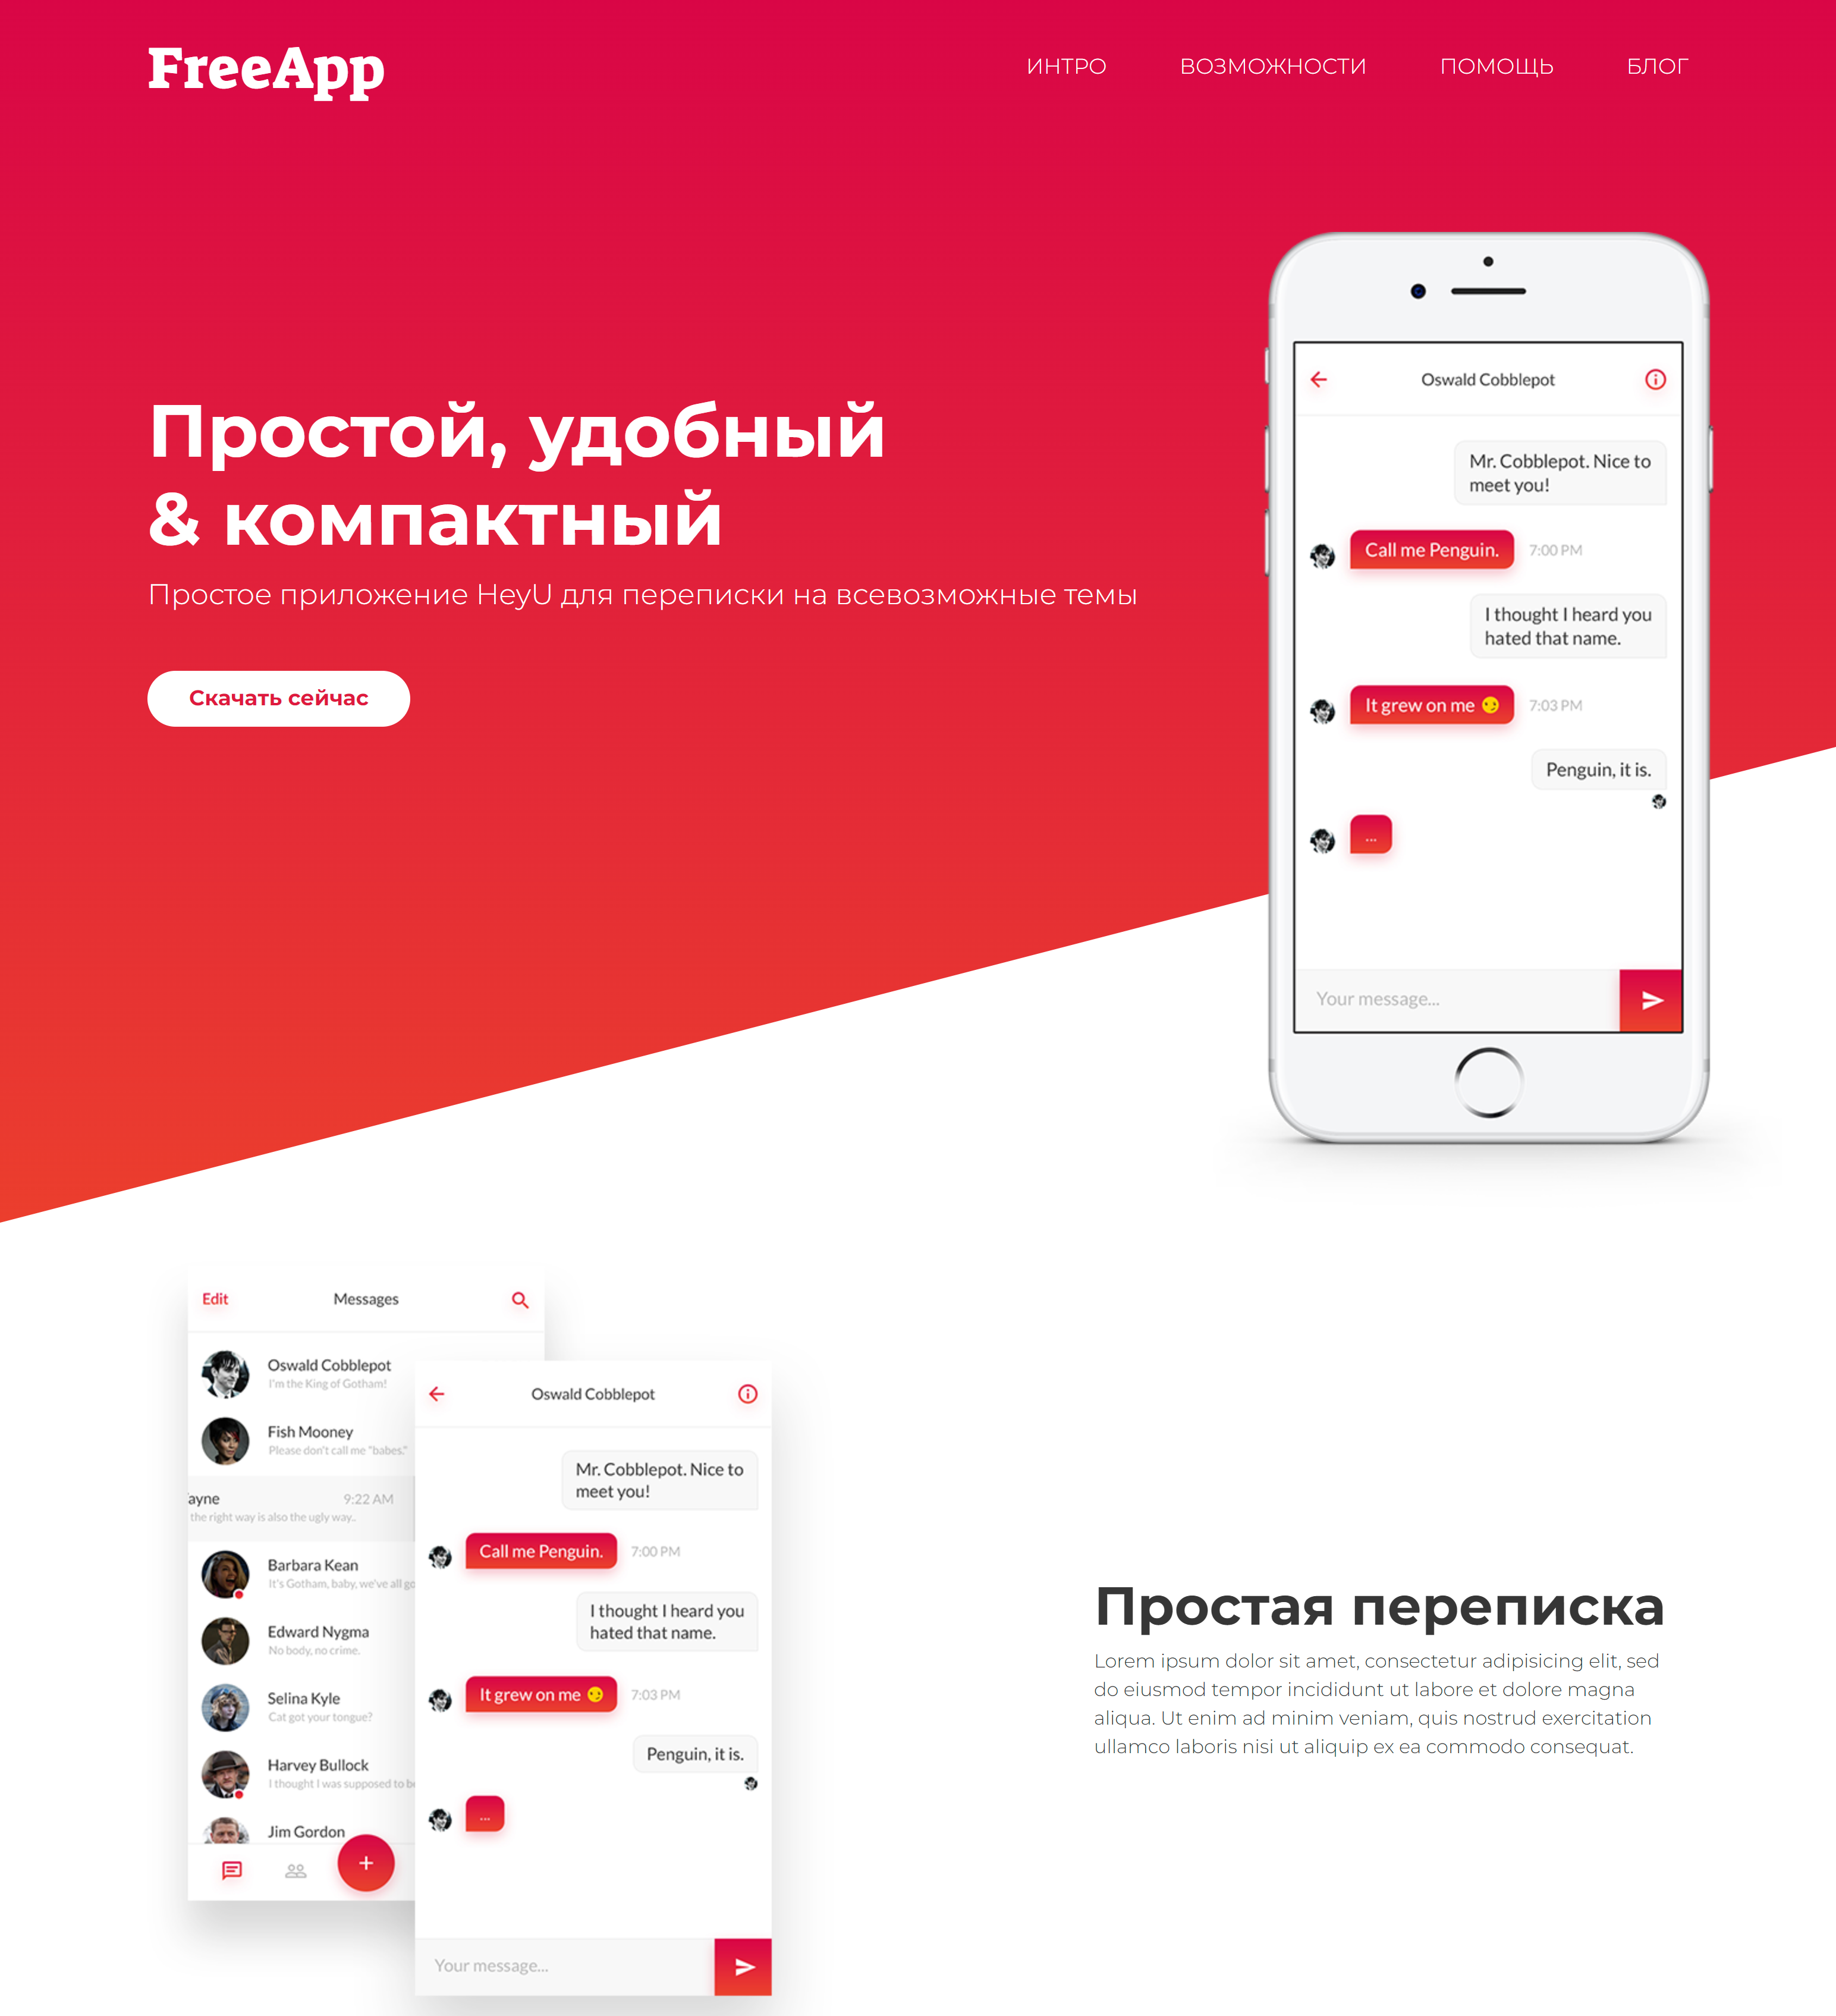 FreeApp
ИНТРО
ВОЗМОЖНОСТИ
ПОМОЩЬ
БЛОГ
Простой, удобный
& компактный
Простое приложение HeyU для переписки на всевозможные темы
Скачать сейчас
Oswald Cobblepot
Mr. Cobblepot. Nice to
meet you!
Call me Penguin.
7:00 PM
I thought I heard you
hated that name.
It grew on me 😏
7:03 PM
Penguin, it is.
...
Your message...
Edit
Messages
Oswald Cobblepot
I'm the King of Gotham!
Fish Mooney
Please don't call me "babes."
ayne
9:22 AM
the right way is also the ugly way..
Barbara Kean
It's Gotham, baby, we've all go
Edward Nygma
No body, no crime.
Selina Kyle
Cat got your tongue?
Harvey Bullock
I thought I was supposed to be
Jim Gordon
Oswald Cobblepot
Mr. Cobblepot. Nice to
meet you!
Call me Penguin.
7:00 PM
I thought I heard you
hated that name.
It grew on me 😏
7:03 PM
Penguin, it is.
...
Your message...
Простая переписка
Lorem ipsum dolor sit amet, consectetur adipisicing elit, sed
do eiusmod tempor incididunt ut labore et dolore magna
aliqua. Ut enim ad minim veniam, quis nostrud exercitation
ullamco laboris nisi ut aliquip ex ea commodo consequat.